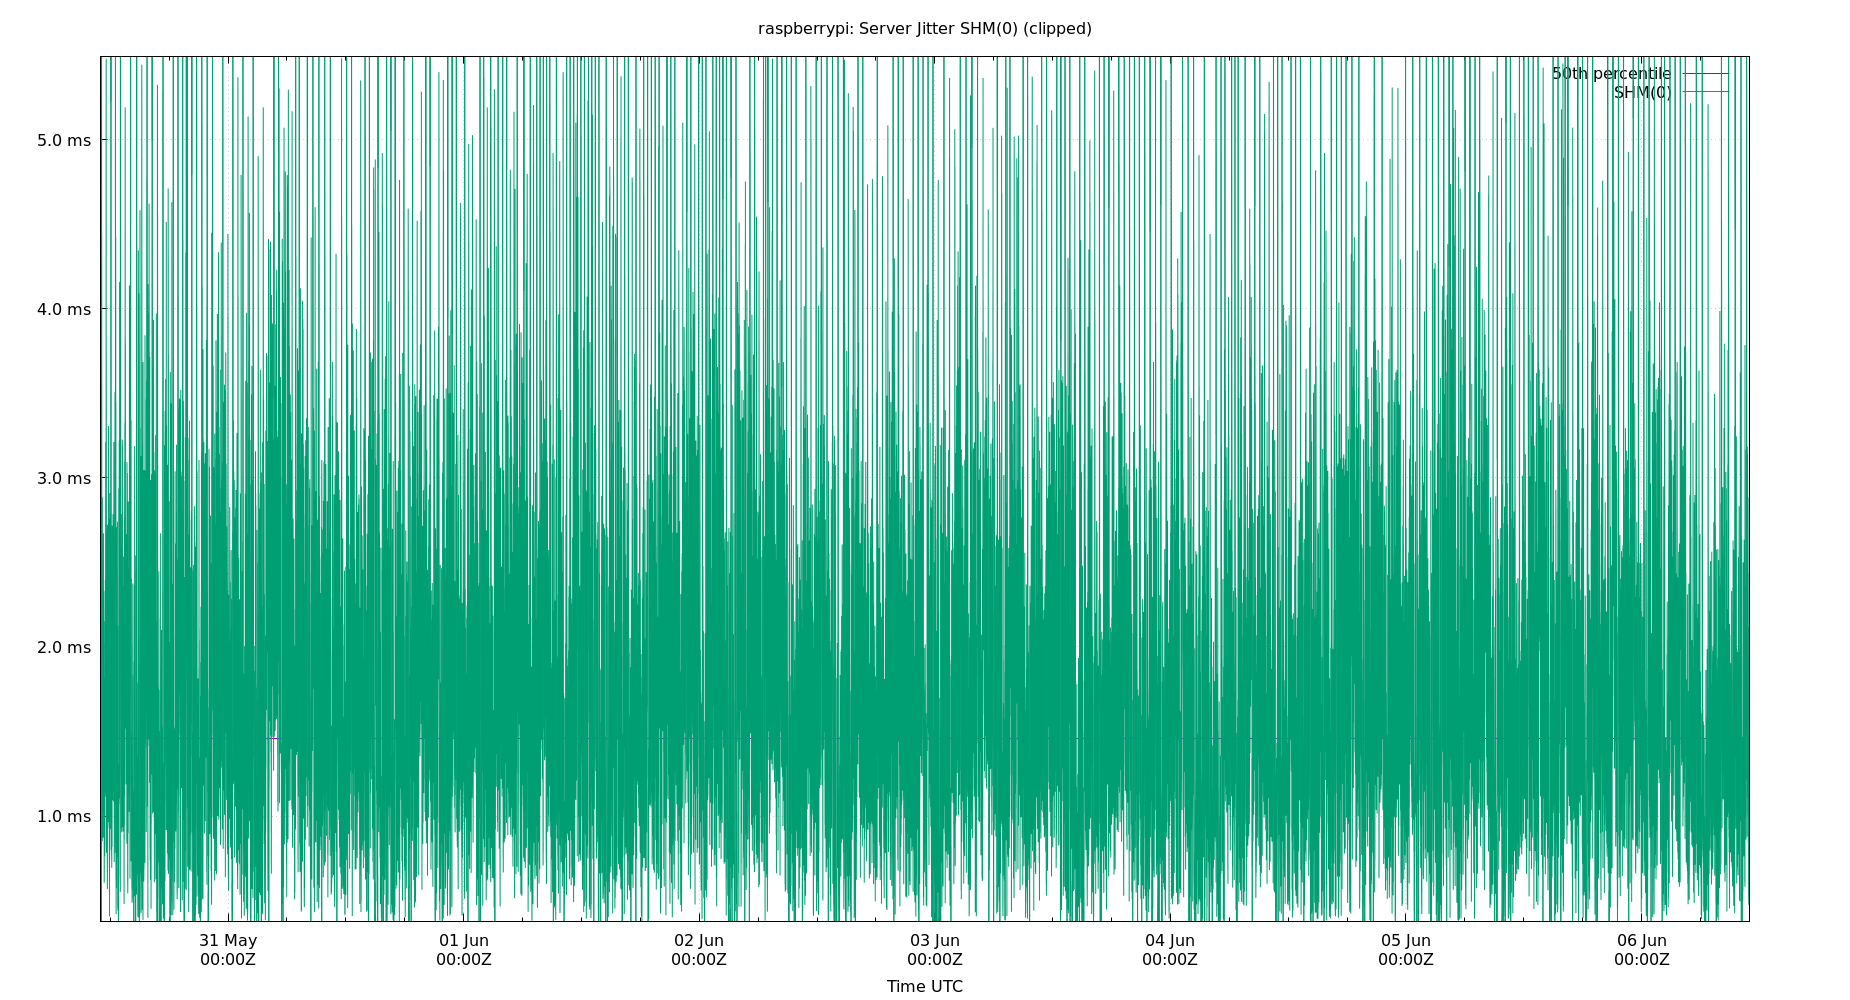 raspberrypi: Server Jitter SHM(0) (clipped)
50th percentile
SHM(0)
5.0 ms
4.0 ms
3.0 ms
2.0 ms
1.0 ms
31 May 01 Jun 02 Jun 03 Jun 04 Jun 05 Jun 06 Jun
00:00Z 00:00Z 00:00Z 00:00Z 00:00Z 00:00Z 00:00Z
Time UTC